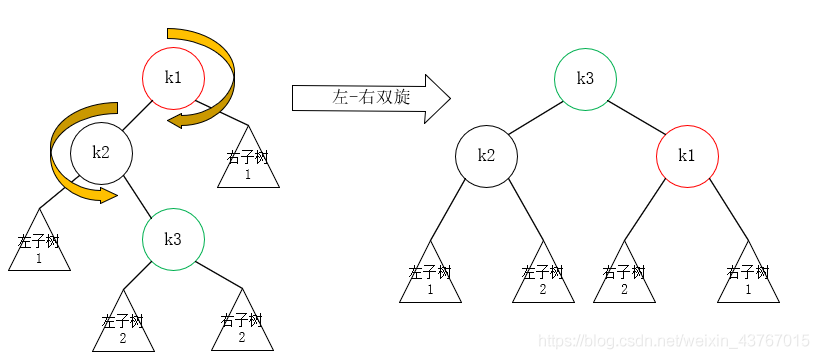 k1
k2
右子树
1
左子树
1
k3
左子树
2
右子树
2
左-右双旋
k3
k2
k1
左子树
1
左子树
2
右子树
2
右子树
1
https://blog.csdn.net/weixin_43767015